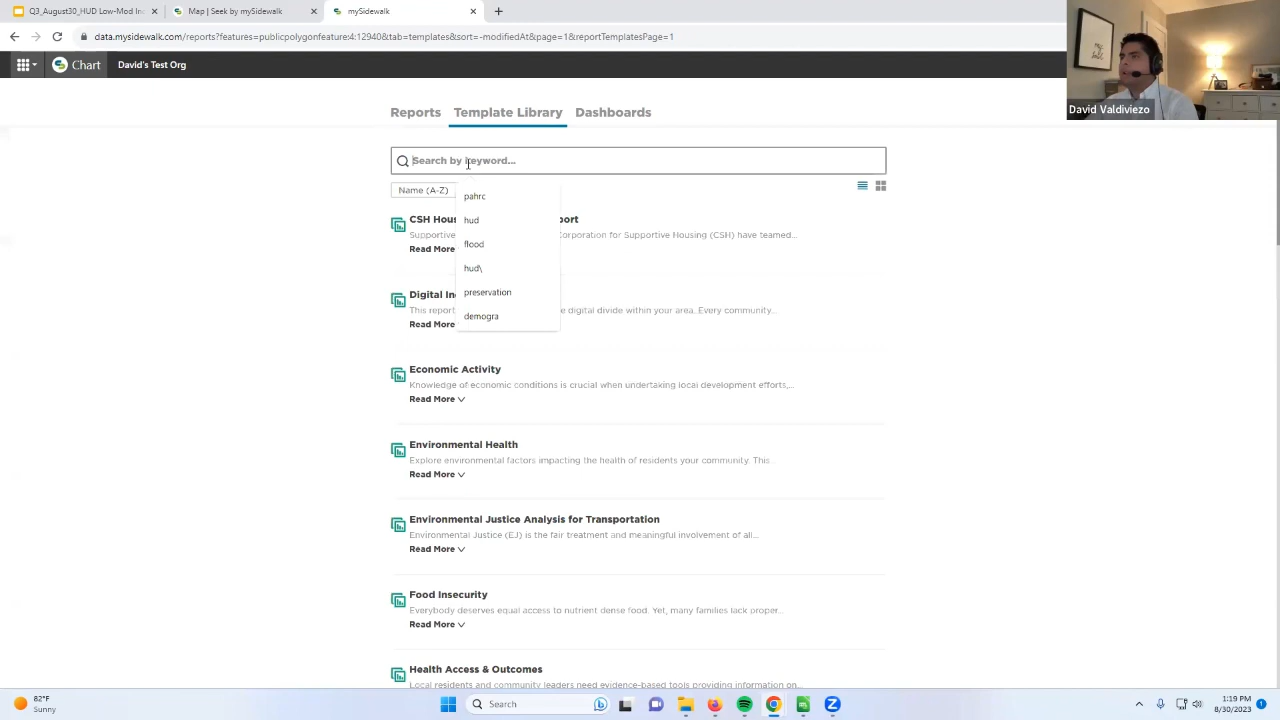 Q3_August30_HUD Low-Mod Inc
Map | Seek by mySidewalk
mySidewalk
data.mysidewalk.com/reports?features=publicpolygonfeature:4:12940&tab=templates&sort=-modifiedAt&page=1&reportTemplatesPage=1
Chart
David's Test Org
David Valdiviezo
Reports
Template Library
Dashboards
Search by keyword...
Name (A-Z)
pahrc
hud
flood
hud\
preservation
demogra
CSH Hous port
Supportive Corporation for Supportive Housing (CSH) have teamed...
Read More
Digital In
This report e digital divide within your area. Every community...
Read More
Economic Activity
Knowledge of economic conditions is crucial when undertaking local development efforts,...
Read More
Environmental Health
Explore environmental factors impacting the health of residents your community. This
Read More
Environmental Justice Analysis for Transportation
Environmental Justice (EJ) is the fair treatment and meaningful involvement of all...
Read More
Food Insecurity
Everybody deserves equal access to nutrient dense food. Yet, many families lack proper...
Read More
Health Access & Outcomes
Local residents and community leaders need evidence-based tools providing information on...
82°F
Sunny
Search
1:19 PM
8/30/2023